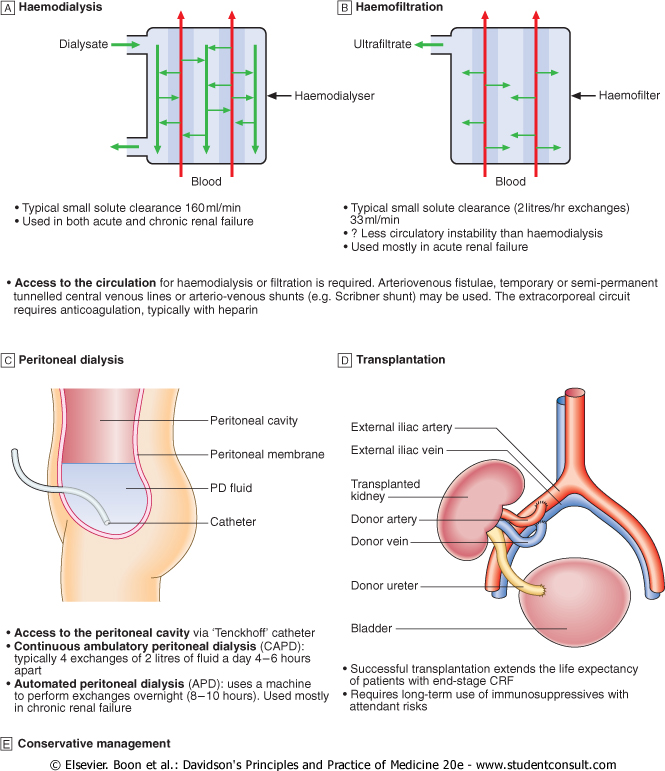 A Haemodialysis
Dialysate
Haemodialyser
Blood
• Typical small solute clearance 160 ml/min
• Used in both acute and chronic renal failure
B Haemofiltration
Ultrafiltrate
Haemofilter
Blood
• Typical small solute clearance (2 litres/hr exchanges)
33 ml/min
• ? Less circulatory instability than haemodialysis
• Used mostly in acute renal failure
• Access to the circulation for haemodialysis or filtration is required. Arteriovenous fistulae, temporary or semi-permanent
tunnelled central venous lines or arterio-venous shunts (e.g. Scribner shunt) may be used. The extracorporeal circuit
requires anticoagulation, typically with heparin
C Peritoneal dialysis
Peritoneal cavity
Peritoneal membrane
PD fluid
Catheter
• Access to the peritoneal cavity via 'Tenckhoff' catheter
• Continuous ambulatory peritoneal dialysis (CAPD):
typically 4 exchanges of 2 litres of fluid a day 4–6 hours
apart
• Automated peritoneal dialysis (APD): uses a machine
to perform exchanges overnight (8–10 hours). Used mostly
in chronic renal failure
D Transplantation
External iliac artery
External iliac vein
Transplanted
kidney
Donor artery
Donor vein
Donor ureter
Bladder
• Successful transplantation extends the life expectancy
of patients with end-stage CRF
• Requires long-term use of immunosuppressives with
attendant risks
E Conservative management
© Elsevier. Boon et al.: Davidson's Principles and Practice of Medicine 20e - www.studentconsult.com